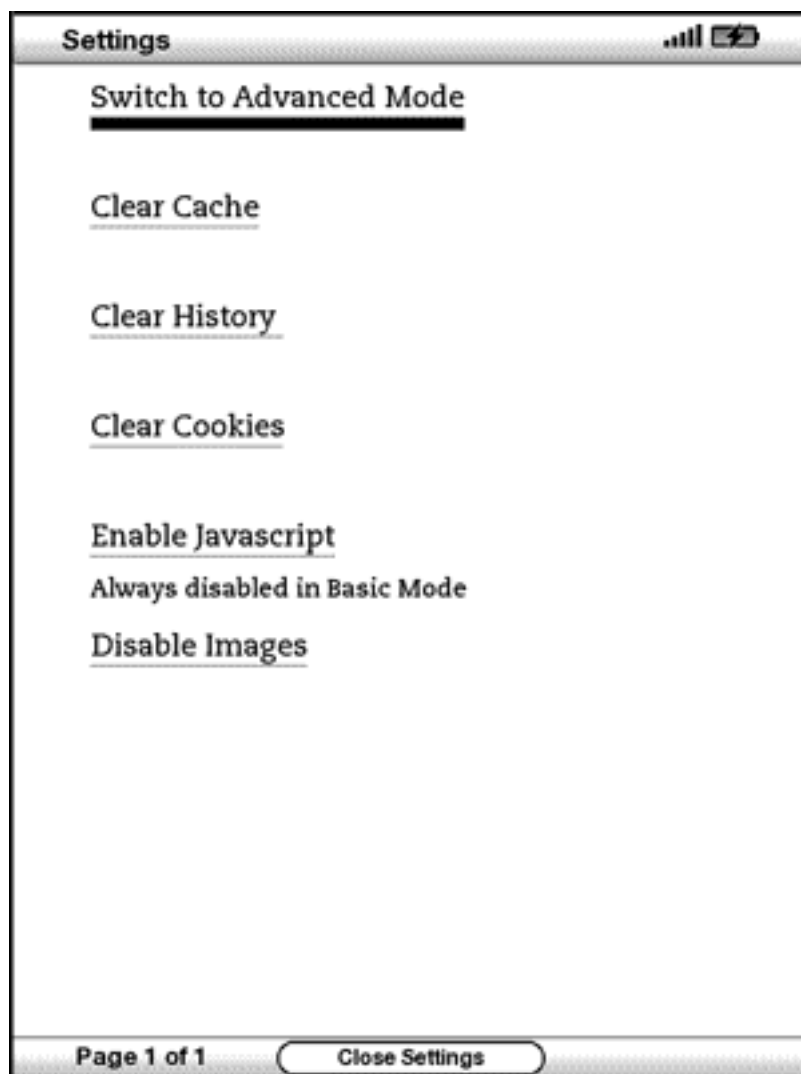 Settings
Switch to Advanced Mode
Clear Cache
Clear History
Clear Cookies
Enable Javascript
Always disabled in Basic Mode
Disable Images
Page 1 of 1 Close Settings